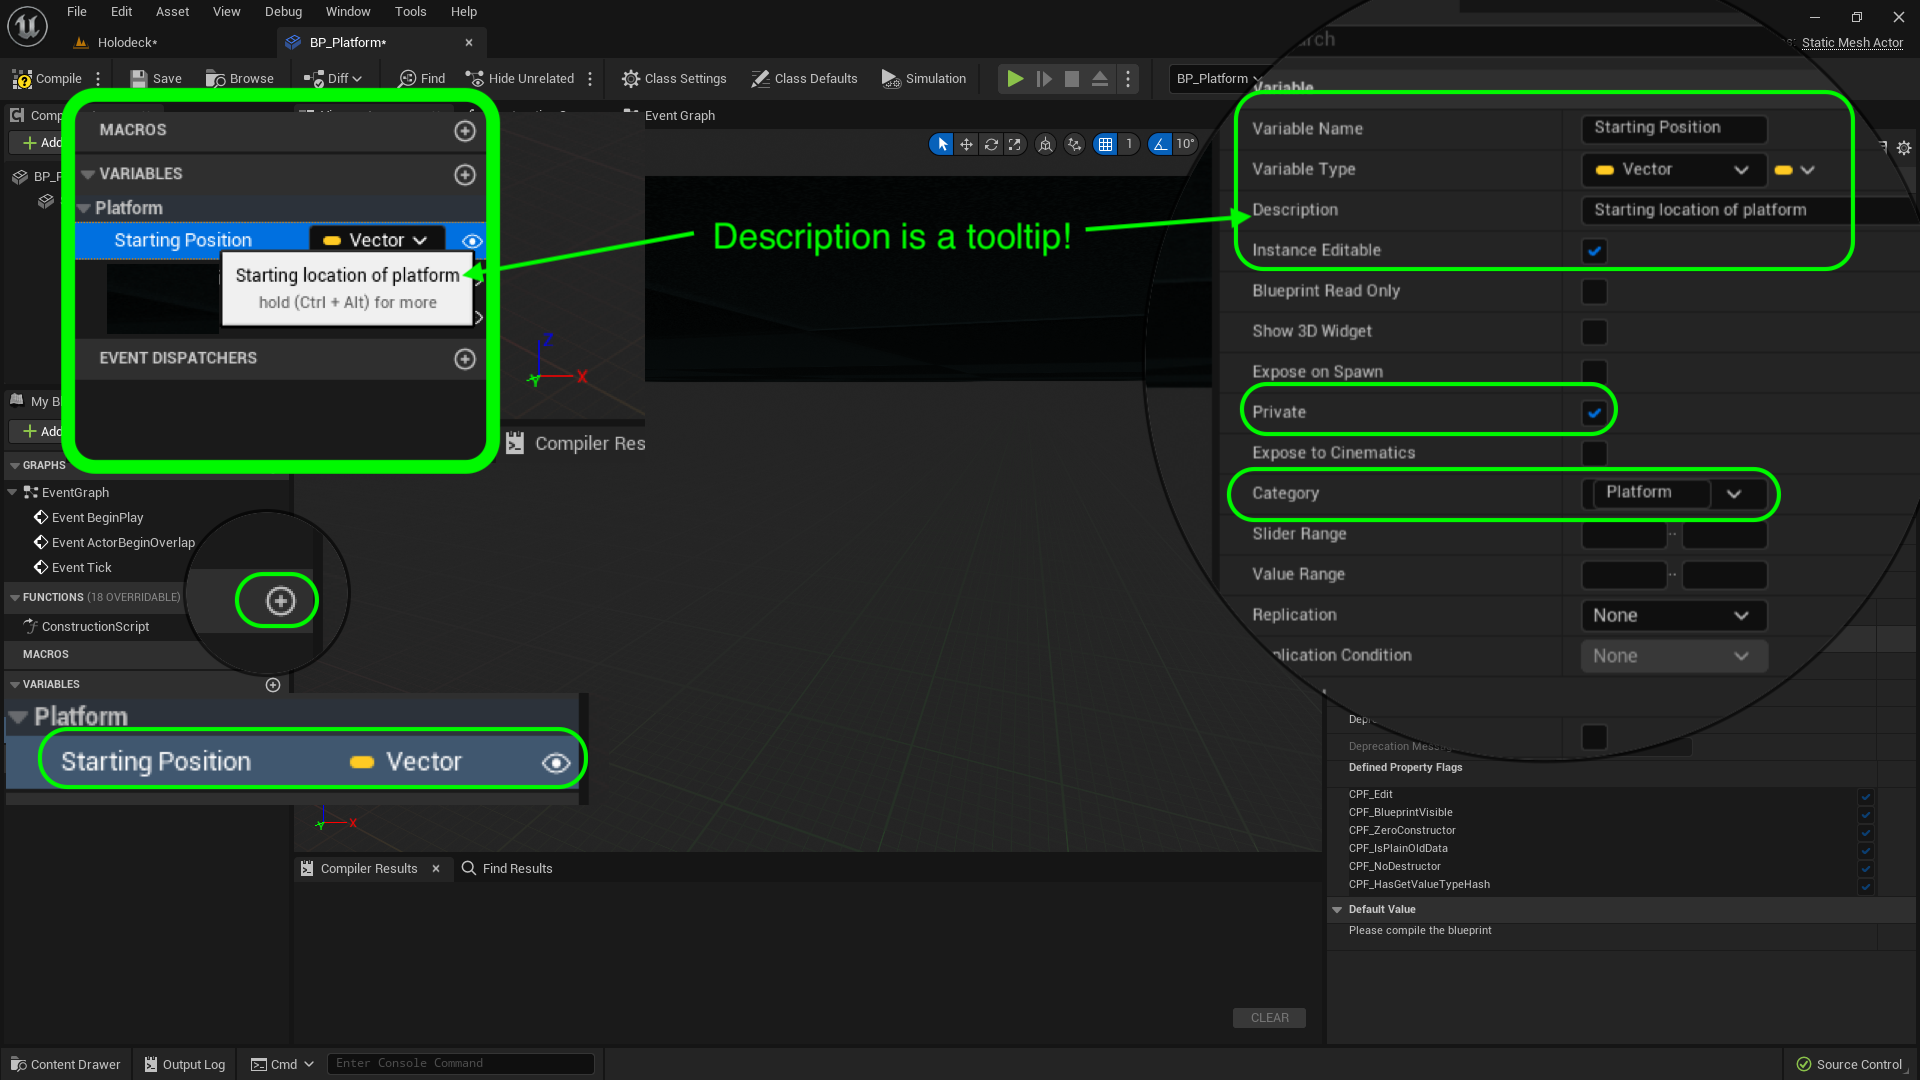 File Edit Asset View Debug Window Tools Help
Holodeck*
BP_Platform*
Static Mesh Actor
Compile Save Browse Diff Find Hide Unrelated Class Settings Class Defaults Simulation
BP_Platform
Event Graph
1 10°
Add
MACROS
VARIABLES
Platform
Starting Position Vector
Starting location of platform
hold (Ctrl + Alt) for more
EVENT DISPATCHERS
Description is a tooltip!
Variable
Variable Name Starting Position
Variable Type Vector
Description Starting location of platform
Instance Editable
Blueprint Read Only
Show 3D Widget
Expose on Spawn
Private
Expose to Cinematics
Category Platform
Slider Range
Value Range
Replication None
Condition None
Z
Y X
Compiler Res
My B
Add
GRAPHS
EventGraph
Event BeginPlay
Event ActorBeginOverlap
Event Tick
FUNCTIONS (18 OVERRIDABLE)
ConstructionScript
MACROS
VARIABLES
Platform
Starting Position Vector
Y X
Compiler Results Find Results
CLEAR
Deprecation
Defined Property Flags
CPF_Edit
CPF_BlueprintVisible
CPF_ZeroConstructor
CPF_IsPlainOldData
CPF_NoDestructor
CPF_HasGetValueTypeHash
Default Value
Please compile the blueprint
Content Drawer Output Log Cmd Enter Console Command Source Control